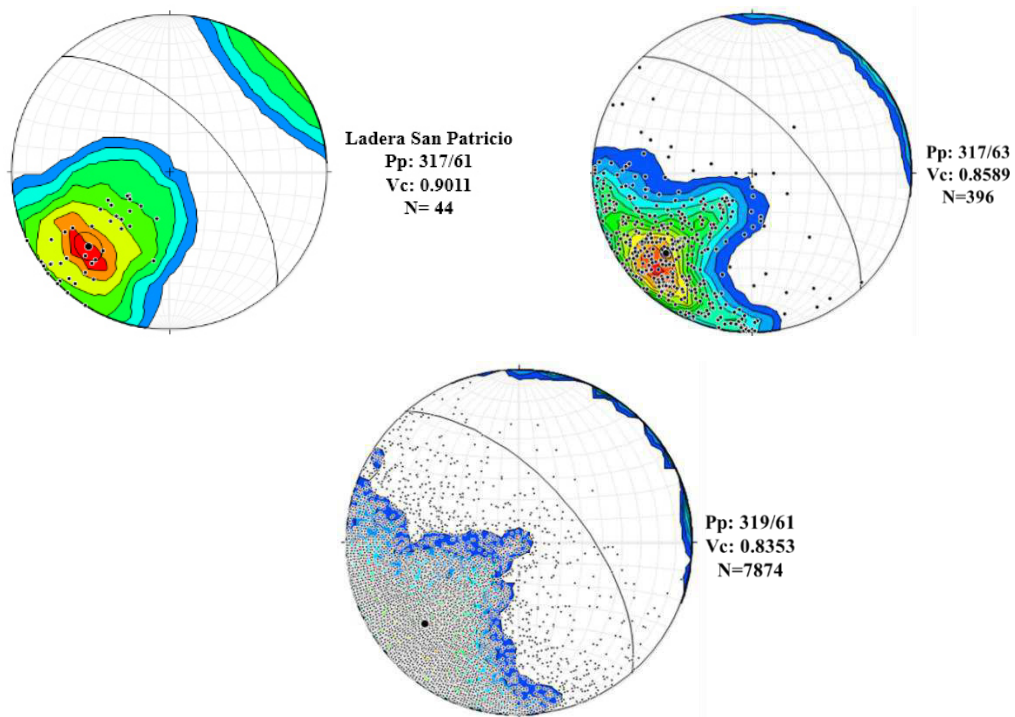 Ladera San Patricio
Pp: 317/61
Vc: 0.9011
N= 44
Pp: 317/63
Vc: 0.8589
N=396
Pp: 319/61
Vc: 0.8353
N=7874